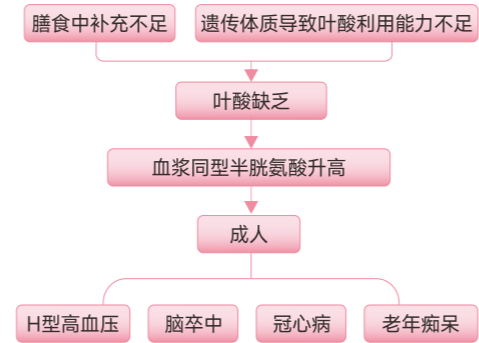 膳食中补充不足
遗传体质导致叶酸利用能力不足
叶酸缺乏
血浆同型半胱氨酸升高
成人
H型高血压
脑卒中
冠心病
老年痴呆